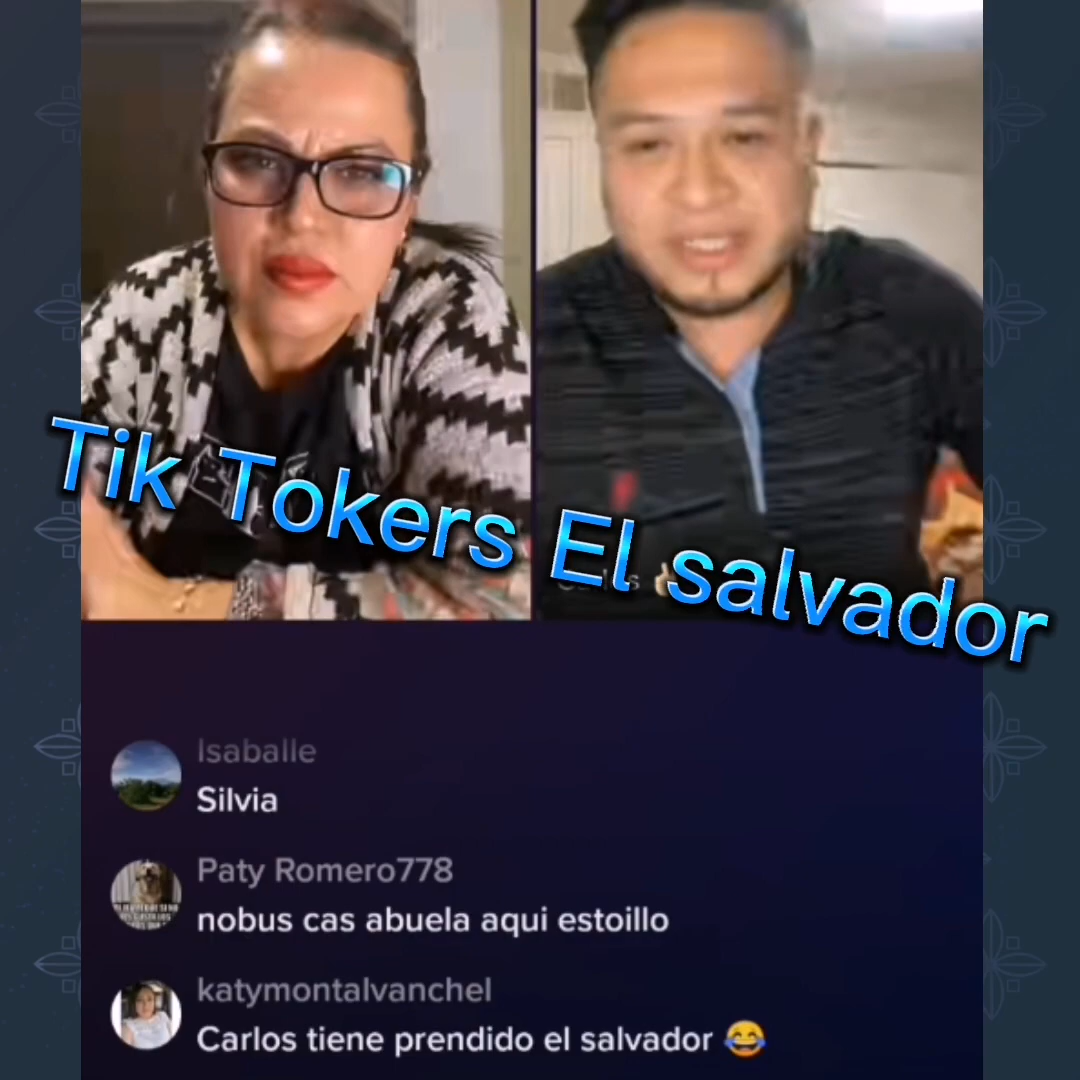 Tik Tokers El salvador
Isaballe
Silvia
Paty Romero778
nobus cas abuela aqui estoillo
katymontalvanchel
Carlos tiene prendido el salvador 😂